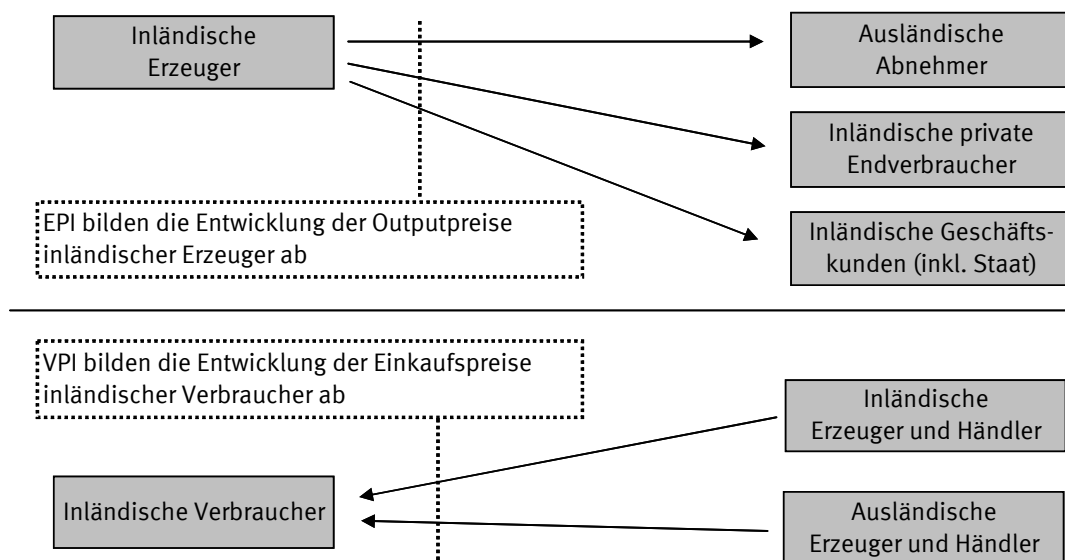 Inländische
Erzeuger
Ausländische
Abnehmer
Inländische private
Endverbraucher
EPI bilden die Entwicklung der Outputpreise
inländischer Erzeuger ab
Inländische Geschäfts-
kunden (inkl. Staat)
VPI bilden die Entwicklung der Einkaufspreise
inländischer Verbraucher ab
Inländische
Erzeuger und Händler
Inländische Verbraucher
Ausländische
Erzeuger und Händler